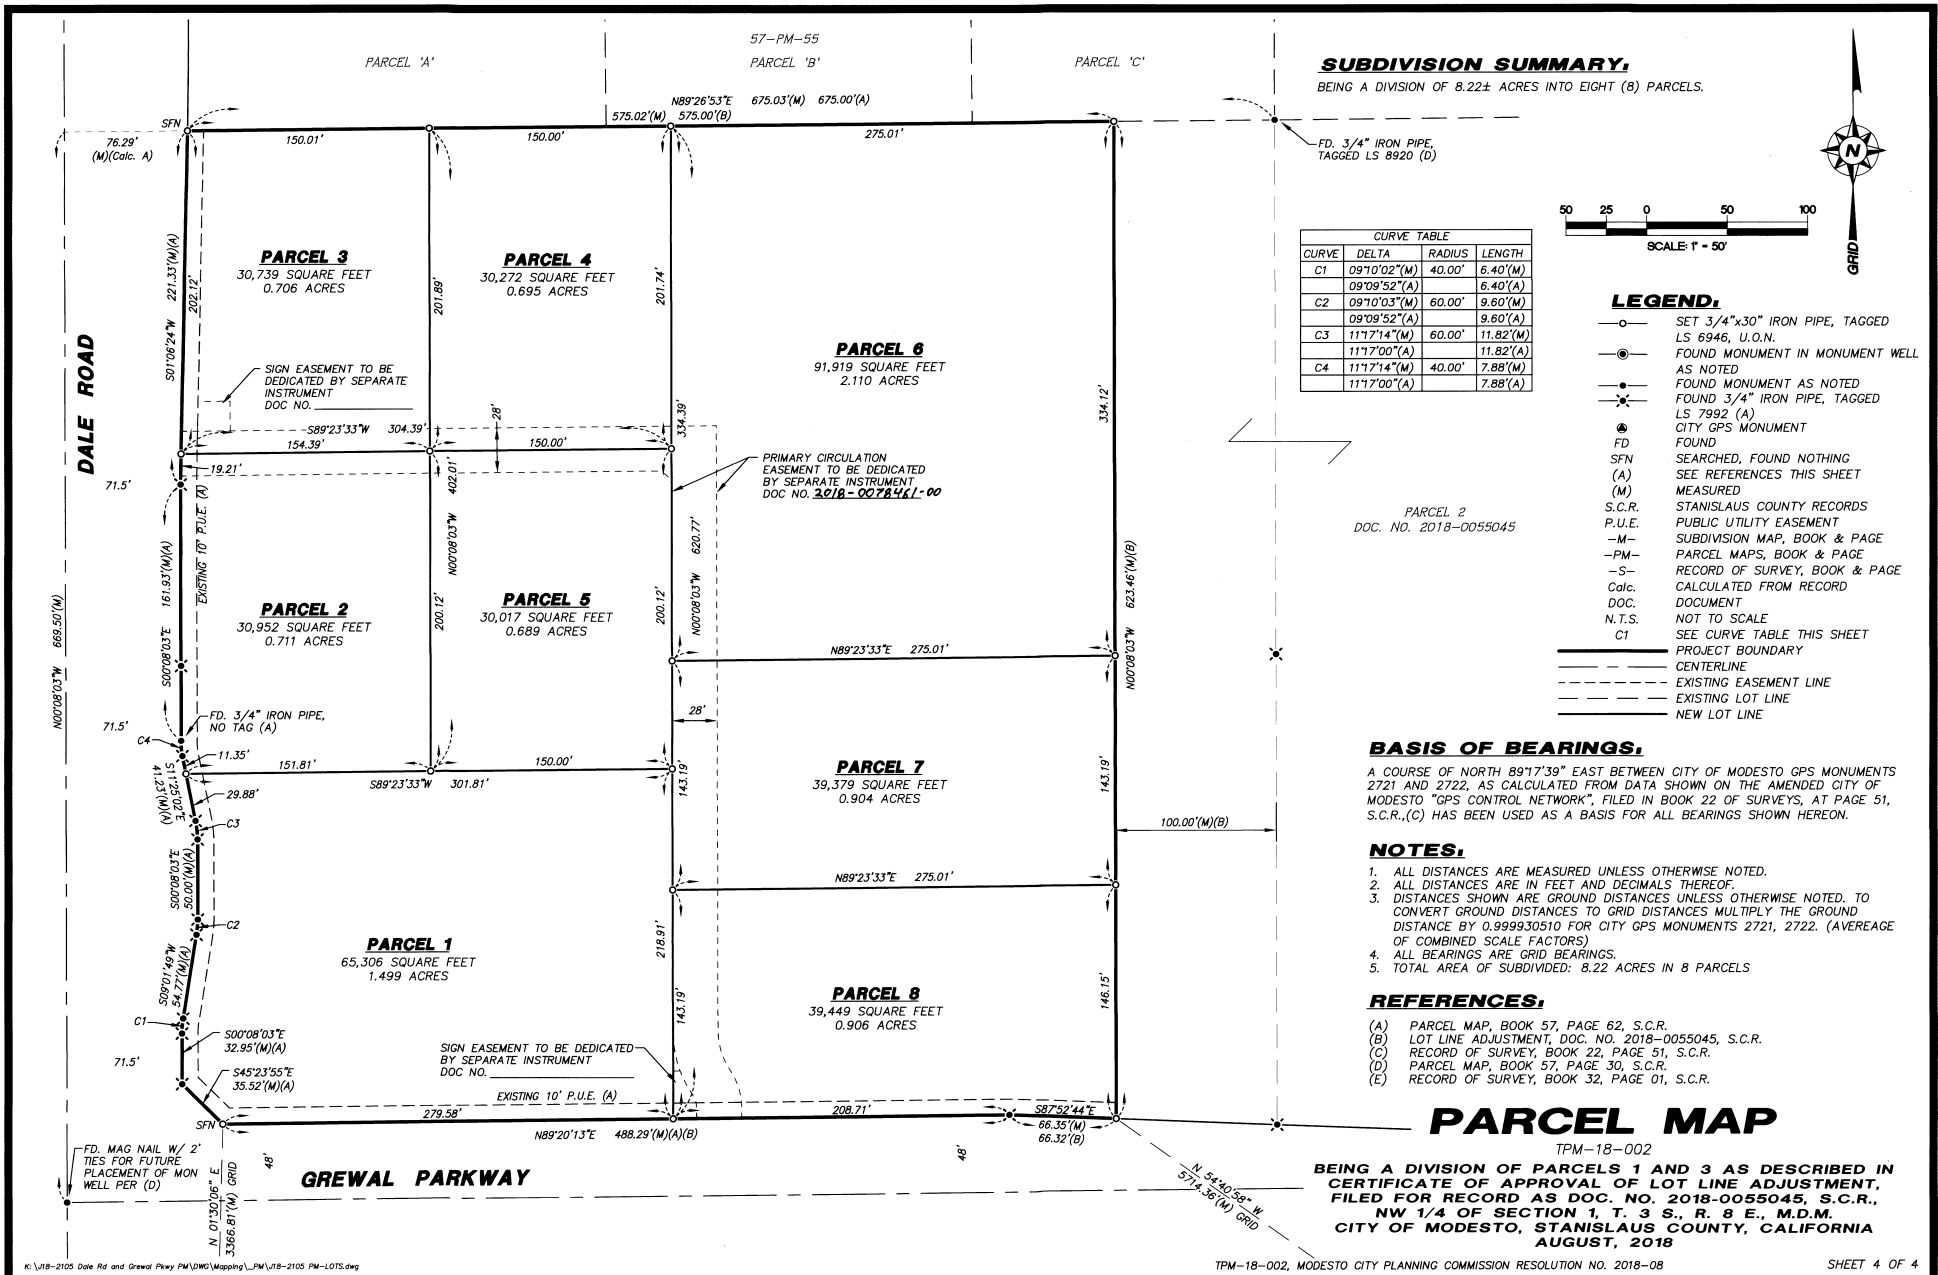 57-PM-55
PARCEL 'A'
PARCEL 'B'
PARCEL 'C'
N89°26'53"E 675.03'(M) 675.00'(A)
575.02'(M) 575.00'(B)
SFN
76.29'
(M)(Calc. A)
150.01'
150.00'
275.01'
FD. 3/4" IRON PIPE,
TAGGED LS 8920 (D)
SUBDIVISION SUMMARY:
BEING A DIVISION OF 8.22± ACRES INTO EIGHT (8) PARCELS.
N
GRID
50 25 0 50 100
SCALE: 1" = 50'
CURVE TABLE
CURVE DELTA RADIUS LENGTH
C1 09°10'02"(M) 40.00' 6.40'(M)
09°09'52"(A) 6.40'(A)
C2 09°10'03"(M) 60.00' 9.60'(M)
09°09'52"(A) 9.60'(A)
C3 11°17'14"(M) 60.00' 11.82'(M)
11°17'00"(A) 11.82'(A)
C4 11°17'14"(M) 40.00' 7.88'(M)
11°17'00"(A) 7.88'(A)
LEGEND:
SET 3/4"x30" IRON PIPE, TAGGED
LS 6946, U.O.N.
FOUND MONUMENT IN MONUMENT WELL
AS NOTED
FOUND MONUMENT AS NOTED
FOUND 3/4" IRON PIPE, TAGGED
LS 7992 (A)
CITY GPS MONUMENT
FD FOUND
SFN SEARCHED, FOUND NOTHING
(A) SEE REFERENCES THIS SHEET
(M) MEASURED
S.C.R. STANISLAUS COUNTY RECORDS
P.U.E. PUBLIC UTILITY EASEMENT
-M- SUBDIVISION MAP, BOOK & PAGE
-PM- PARCEL MAPS, BOOK & PAGE
-S- RECORD OF SURVEY, BOOK & PAGE
Calc. CALCULATED FROM RECORD
DOC. DOCUMENT
N.T.S. NOT TO SCALE
C1 SEE CURVE TABLE THIS SHEET
PROJECT BOUNDARY
CENTERLINE
EXISTING EASEMENT LINE
EXISTING LOT LINE
NEW LOT LINE
DALE ROAD
N00°08'03"W 669.50'(M)
S01°06'24"W 221.33'(M)(A)
202.12'
PARCEL 3
30,739 SQUARE FEET
0.706 ACRES
201.89'
PARCEL 4
30,272 SQUARE FEET
0.695 ACRES
201.74'
PARCEL 6
91,919 SQUARE FEET
2.110 ACRES
334.12'
334.39'
SIGN EASEMENT TO BE
DEDICATED BY SEPARATE
INSTRUMENT
DOC NO.
S89°23'33"W 304.39'
28'
154.39'
150.00'
19.21'
71.5'
PRIMARY CIRCULATION
EASEMENT TO BE DEDICATED
BY SEPARATE INSTRUMENT
DOC NO. 2018-0078461-00
PARCEL 2
DOC. NO. 2018-0055045
EXISTING 10' P.U.E. (A)
S00°08'03"E 161.93'(M)(A)
PARCEL 2
30,952 SQUARE FEET
0.711 ACRES
N00°08'03"W 402.01'
200.12'
PARCEL 5
30,017 SQUARE FEET
0.689 ACRES
200.12'
N00°08'03"W 620.77'
N00°08'03"W 623.46'(M)(B)
N89°23'33"E 275.01'
28'
FD. 3/4" IRON PIPE,
NO TAG (A)
71.5'
C4
11.35'
151.81'
150.00'
S89°23'33"W 301.81'
S11°25'02"E
41.23'(M)(A)
29.88'
C3
PARCEL 7
39,379 SQUARE FEET
0.904 ACRES
143.19'
143.19'
100.00'(M)(B)
S00°08'03"E
50.00'(M)(A)
N89°23'33"E 275.01'
C2
PARCEL 1
65,306 SQUARE FEET
1.499 ACRES
218.91'
S09°01'49"W
54.77'(M)(A)
PARCEL 8
39,449 SQUARE FEET
0.906 ACRES
143.19'
146.15'
C1
S00°08'03"E
32.95'(M)(A)
71.5'
S45°23'55"E
35.52'(M)(A)
SIGN EASEMENT TO BE DEDICATED
BY SEPARATE INSTRUMENT
DOC NO.
EXISTING 10' P.U.E. (A)
SFN
279.58'
208.71'
S87°52'44"E
66.35'(M)
66.32'(B)
N89°20'13"E 488.29'(M)(A)(B)
48'
48'
FD. MAG NAIL W/ 2'
TIES FOR FUTURE
PLACEMENT OF MON
WELL PER (D)
GREWAL PARKWAY
N 01°30'06" E
3366.81'(M) GRID
N 54°40'58" W
5714.36'(M) GRID
BASIS OF BEARINGS:
A COURSE OF NORTH 89°17'39" EAST BETWEEN CITY OF MODESTO GPS MONUMENTS
2721 AND 2722, AS CALCULATED FROM DATA SHOWN ON THE AMENDED CITY OF
MODESTO "GPS CONTROL NETWORK", FILED IN BOOK 22 OF SURVEYS, AT PAGE 51,
S.C.R.,(C) HAS BEEN USED AS A BASIS FOR ALL BEARINGS SHOWN HEREON.
NOTES:
1. ALL DISTANCES ARE MEASURED UNLESS OTHERWISE NOTED.
2. ALL DISTANCES ARE IN FEET AND DECIMALS THEREOF.
3. DISTANCES SHOWN ARE GROUND DISTANCES UNLESS OTHERWISE NOTED. TO
CONVERT GROUND DISTANCES TO GRID DISTANCES MULTIPLY THE GROUND
DISTANCE BY 0.999930510 FOR CITY GPS MONUMENTS 2721, 2722. (AVEREAGE
OF COMBINED SCALE FACTORS)
4. ALL BEARINGS ARE GRID BEARINGS.
5. TOTAL AREA OF SUBDIVIDED: 8.22 ACRES IN 8 PARCELS
REFERENCES:
(A) PARCEL MAP, BOOK 57, PAGE 62, S.C.R.
(B) LOT LINE ADJUSTMENT, DOC. NO. 2018-0055045, S.C.R.
(C) RECORD OF SURVEY, BOOK 22, PAGE 51, S.C.R.
(D) PARCEL MAP, BOOK 57, PAGE 30, S.C.R.
(E) RECORD OF SURVEY, BOOK 32, PAGE 01, S.C.R.
PARCEL MAP
TPM-18-002
BEING A DIVISION OF PARCELS 1 AND 3 AS DESCRIBED IN
CERTIFICATE OF APPROVAL OF LOT LINE ADJUSTMENT,
FILED FOR RECORD AS DOC. NO. 2018-0055045, S.C.R.,
NW 1/4 OF SECTION 1, T. 3 S., R. 8 E., M.D.M.
CITY OF MODESTO, STANISLAUS COUNTY, CALIFORNIA
AUGUST, 2018
K:\J18-2105 Dale Rd and Grewal Pkwy PM\DWG\Mapping\_PM\J18-2105 PM-LOTS.dwg
TPM-18-002, MODESTO CITY PLANNING COMMISSION RESOLUTION NO. 2018-08
SHEET 4 OF 4